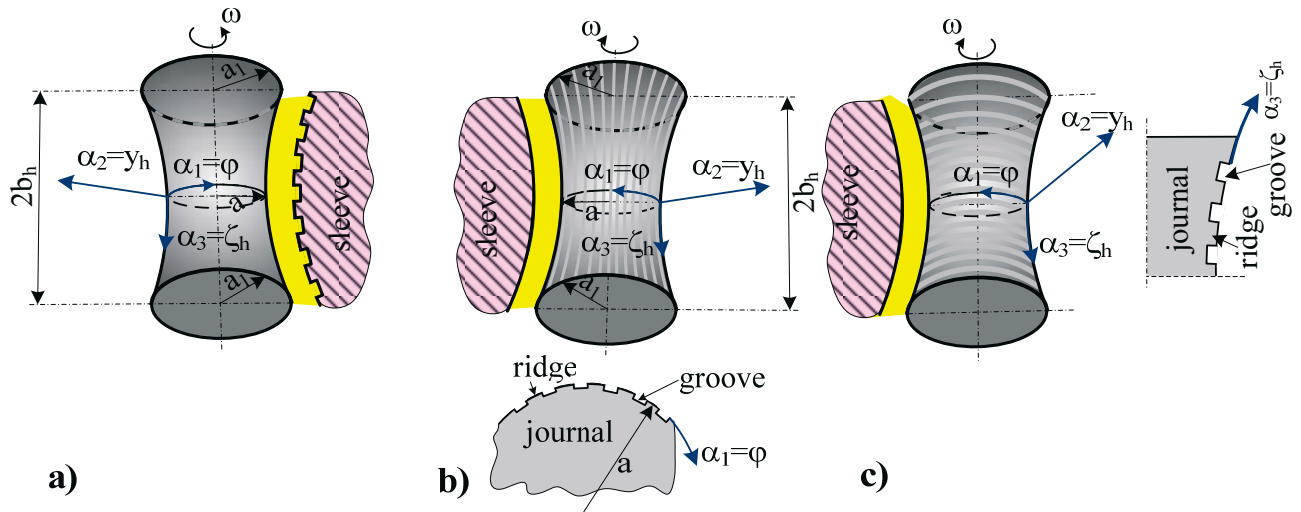 ω
a₁
2b_h
α₂=y_h
α₁=φ
a
α₃=ζ_h
sleeve
a₁
a)
ω
a₁
sleeve
α₁=φ
α₂=y_h
a
α₃=ζ_h
2b_h
a₁
ridge
groove
journal
a
α₁=φ
b)
ω
sleeve
α₂=y_h
α₁=φ
α₃=ζ_h
α₃=ζ_h
journal
ridge
groove
c)